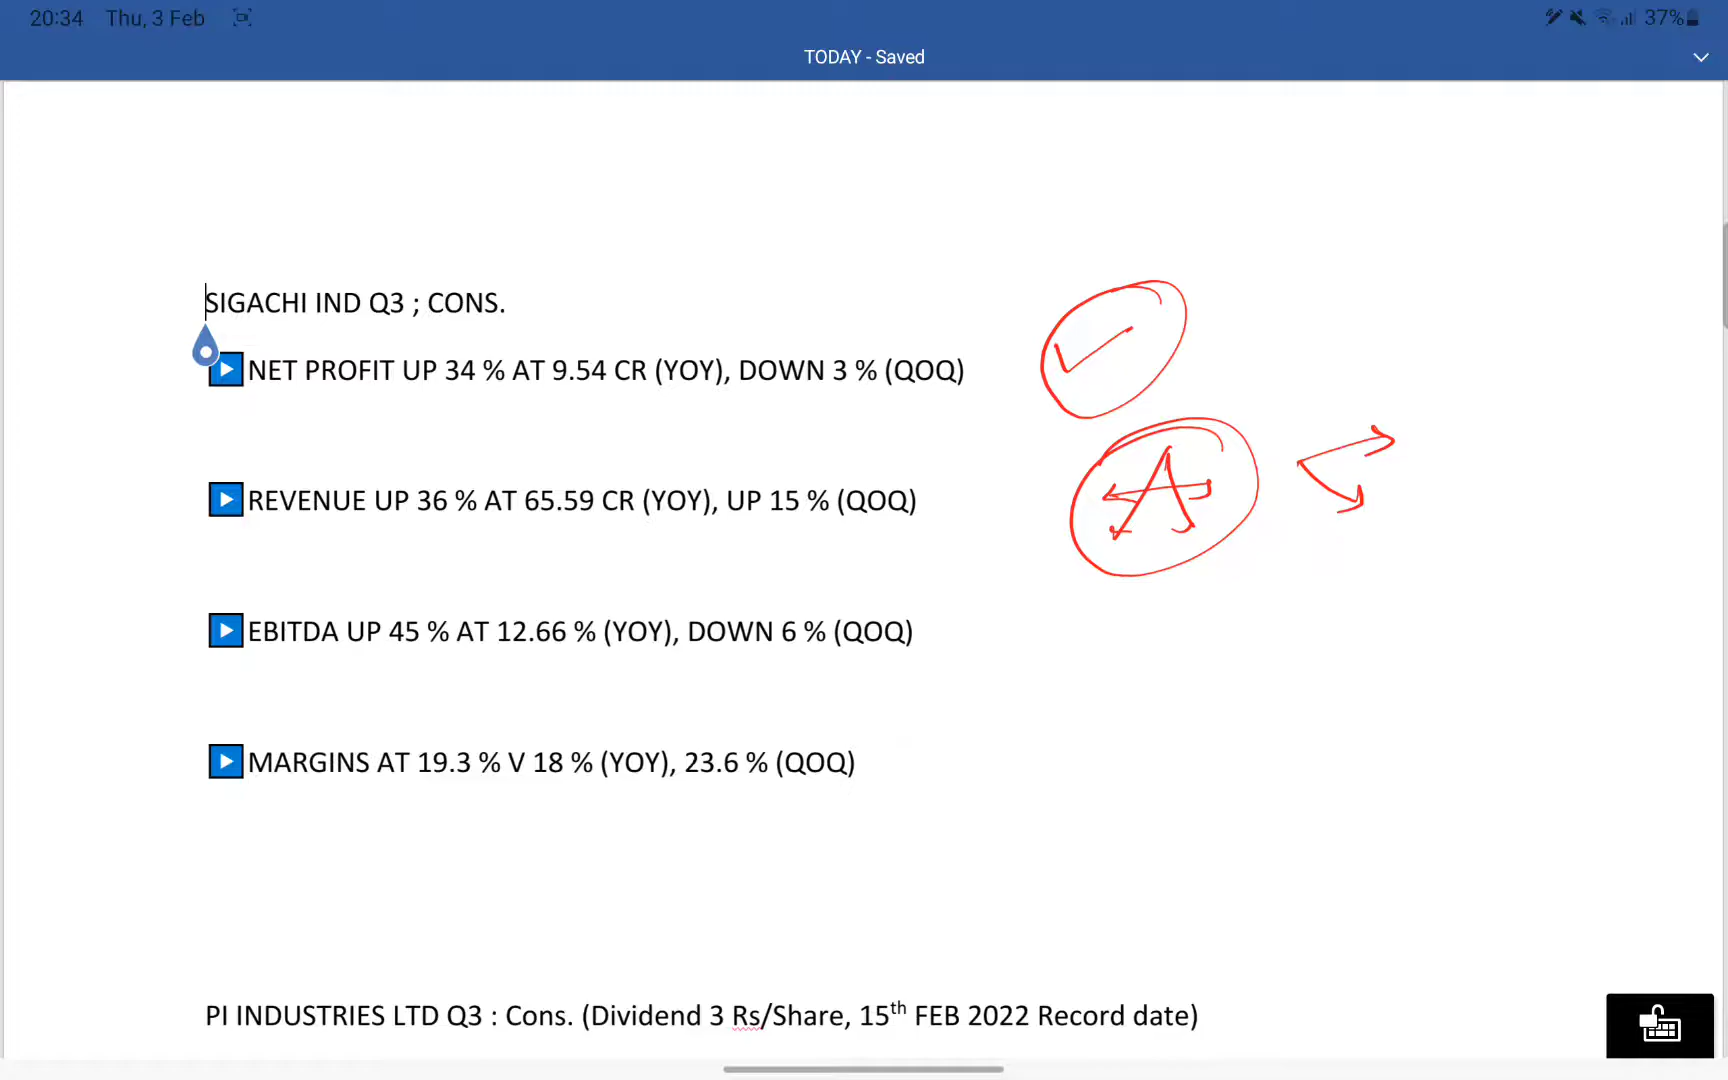 20:34 Thu, 3 Feb 37%
TODAY - Saved
SIGACHI IND Q3 ; CONS.
NET PROFIT UP 34 % AT 9.54 CR (YOY), DOWN 3 % (QOQ)
REVENUE UP 36 % AT 65.59 CR (YOY), UP 15 % (QOQ)
A
EBITDA UP 45 % AT 12.66 % (YOY), DOWN 6 % (QOQ)
MARGINS AT 19.3 % V 18 % (YOY), 23.6 % (QOQ)
PI INDUSTRIES LTD Q3 : Cons. (Dividend 3 Rs/Share, 15th FEB 2022 Record date)